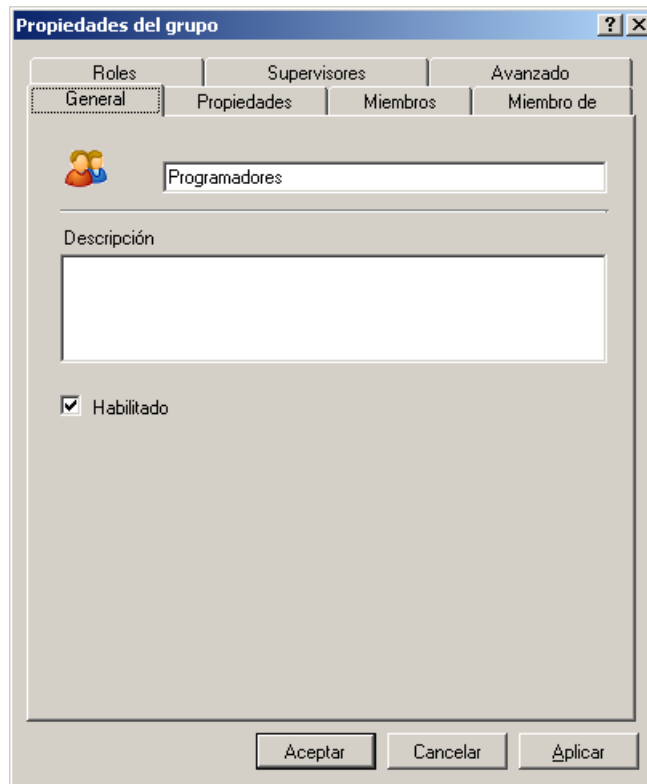 Propiedades del grupo
Roles Supervisores Avanzado
General Propiedades Miembros Miembro de
Programadores
Descripción
Habilitado
Aceptar Cancelar Aplicar